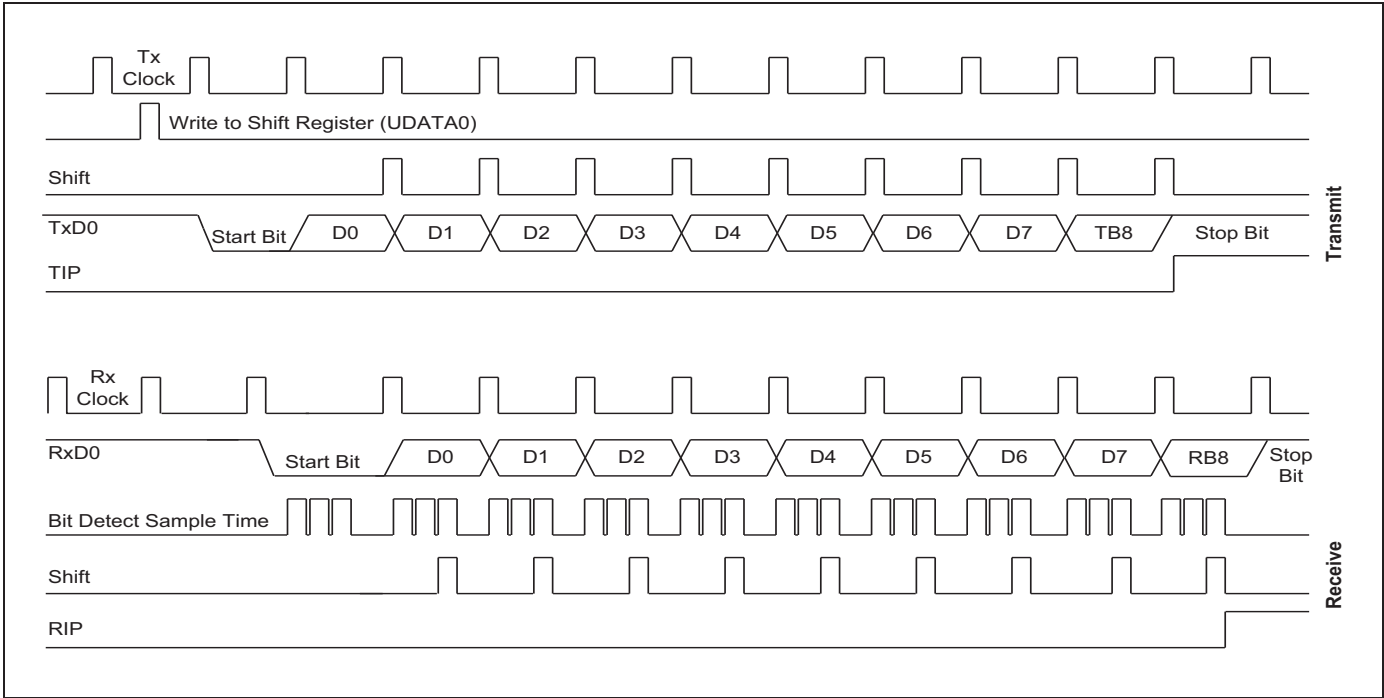 Tx
Clock
Write to Shift Register (UDATA0)
Shift
TxD0
Start Bit
D0
D1
D2
D3
D4
D5
D6
D7
TB8
Stop Bit
TIP
Transmit
Rx
Clock
RxD0
Start Bit
D0
D1
D2
D3
D4
D5
D6
D7
RB8
Stop
Bit
Bit Detect Sample Time
Shift
RIP
Receive